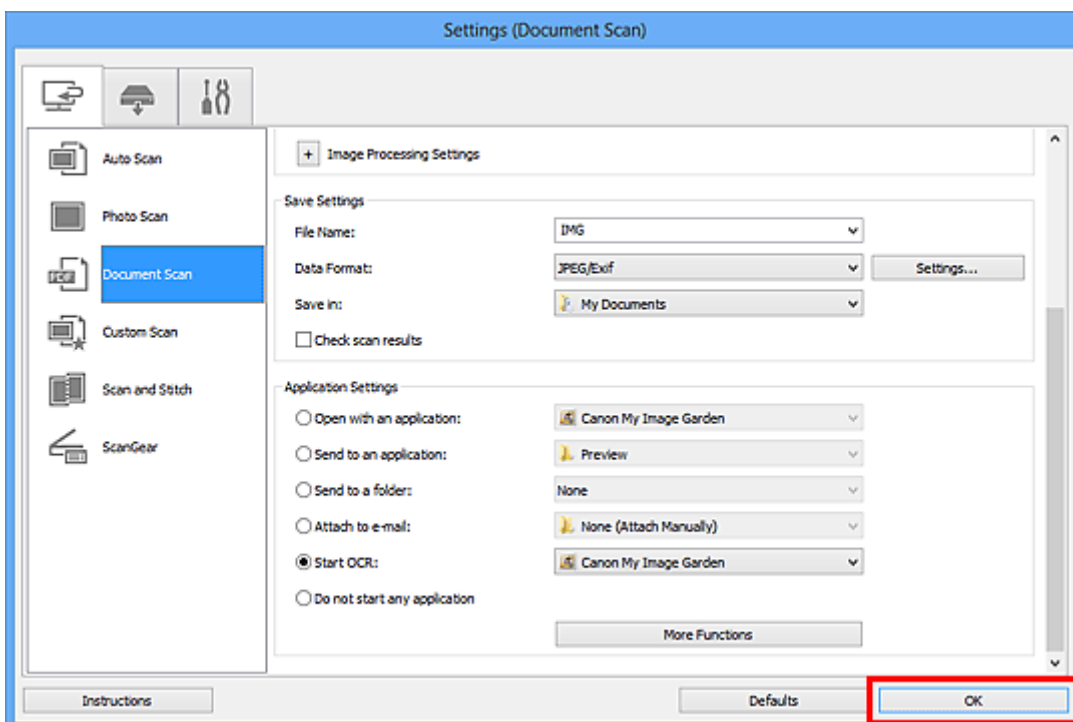 Settings (Document Scan)
Auto Scan
Photo Scan
Document Scan
Custom Scan
Scan and Stitch
ScanGear
+ Image Processing Settings
Save Settings
File Name: IMG
Data Format: JPEG/Exif Settings...
Save in: My Documents
Check scan results
Application Settings
Open with an application: Canon My Image Garden
Send to an application: Preview
Send to a folder: None
Attach to e-mail: None (Attach Manually)
Start OCR: Canon My Image Garden
Do not start any application
More Functions
Instructions Defaults OK